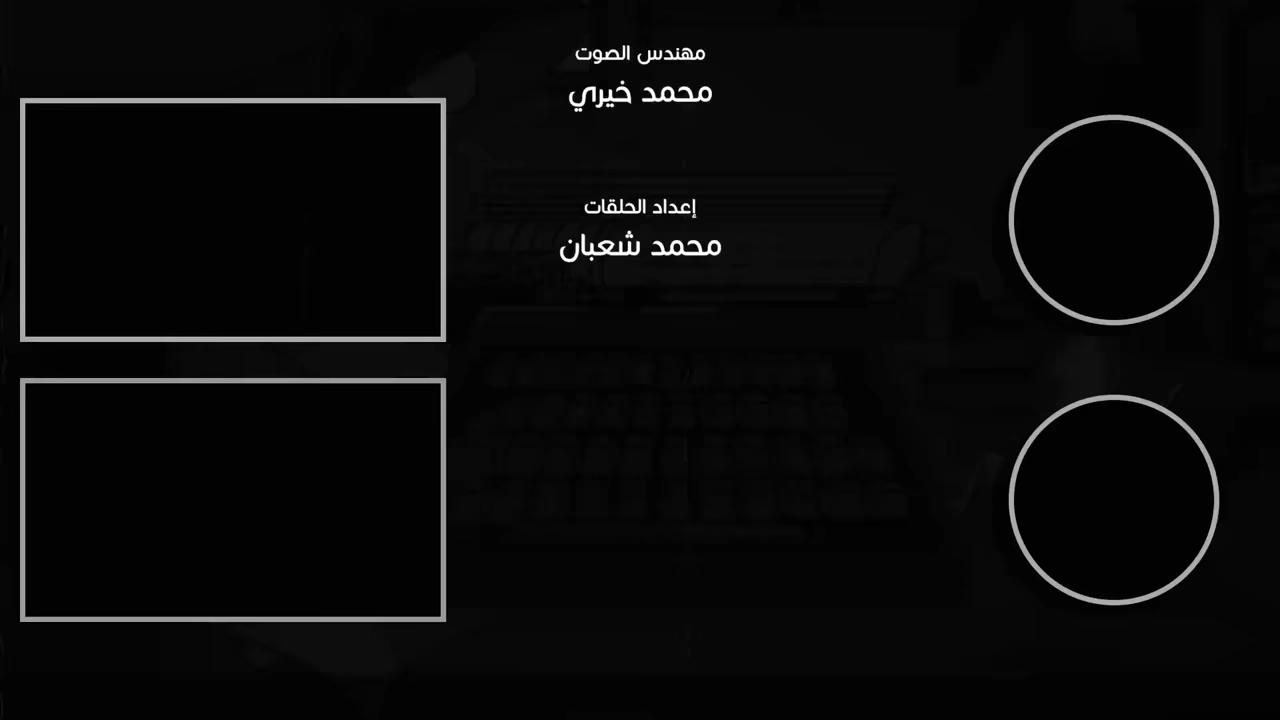 مهندس الصوت
محمد خيري
إعداد الحلقات
محمد شعبان